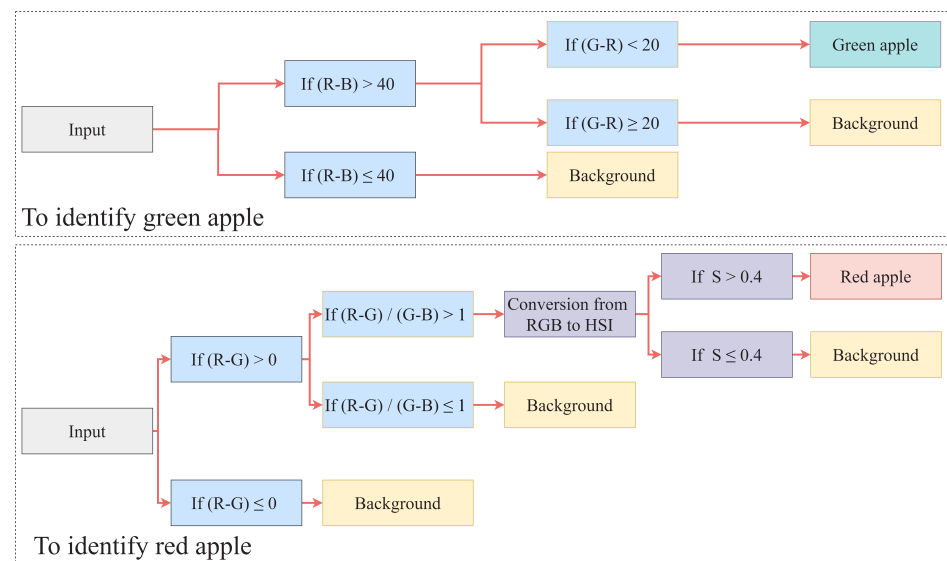 If (G-R) < 20
Green apple
If (R-B) > 40
Input
If (G-R) ≥ 20
Background
If (R-B) ≤ 40
Background
To identify green apple
If S > 0.4
Red apple
If (R-G) / (G-B) > 1
Conversion from
RGB to HSI
If (R-G) > 0
If S ≤ 0.4
Background
If (R-G) / (G-B) ≤ 1
Background
Input
If (R-G) ≤ 0
Background
To identify red apple